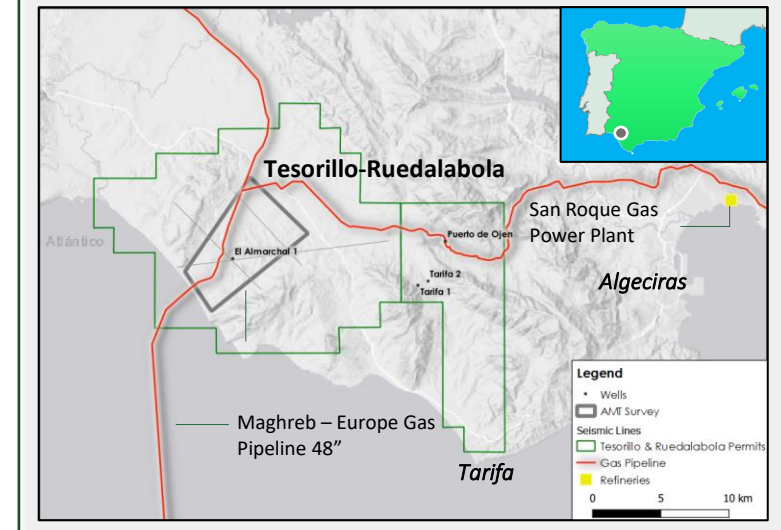 Tesorillo-Ruedalabola
San Roque Gas
Power Plant
Puerto de Ojen
Atlántico
El Almarchal 1
Tarifa 2
Tarifa 1
Algeciras
Maghreb – Europe Gas
Pipeline 48”
Tarifa
Legend
Wells
AMT Survey
Seismic Lines
Tesorillo & Ruedalabola Permits
Gas Pipeline
Refineries
0 5 10 km